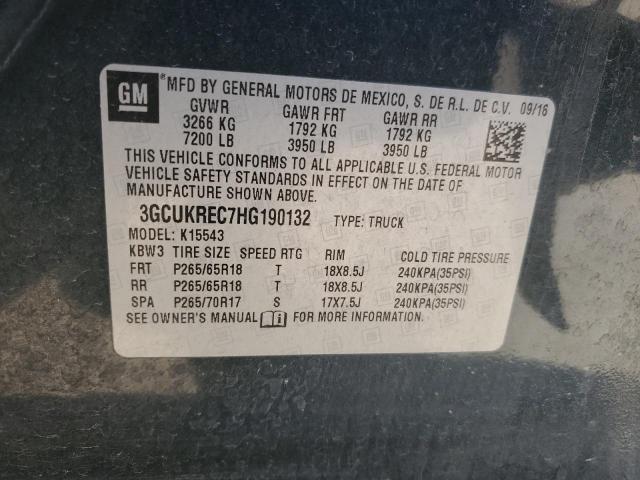 GM
® MFD BY GENERAL MOTORS DE MEXICO, S. DE R.L. DE C.V. 09/16
GVWR GAWR FRT GAWR RR
3266 KG 1792 KG 1792 KG
7200 LB 3950 LB 3950 LB
THIS VEHICLE CONFORMS TO ALL APPLICABLE U.S. FEDERAL MOTOR
VEHICLE SAFETY STANDARDS IN EFFECT ON THE DATE OF
MANUFACTURE SHOWN ABOVE.
3GCUKREC7HG190132 TYPE: TRUCK
MODEL: K15543
KBW3 TIRE SIZE SPEED RTG RIM COLD TIRE PRESSURE
FRT P265/65R18 T 18X8.5J 240KPA(35PSI)
RR P265/65R18 T 18X8.5J 240KPA(35PSI)
SPA P265/70R17 S 17X7.5J 240KPA(35PSI)
SEE OWNER'S MANUAL FOR MORE INFORMATION.